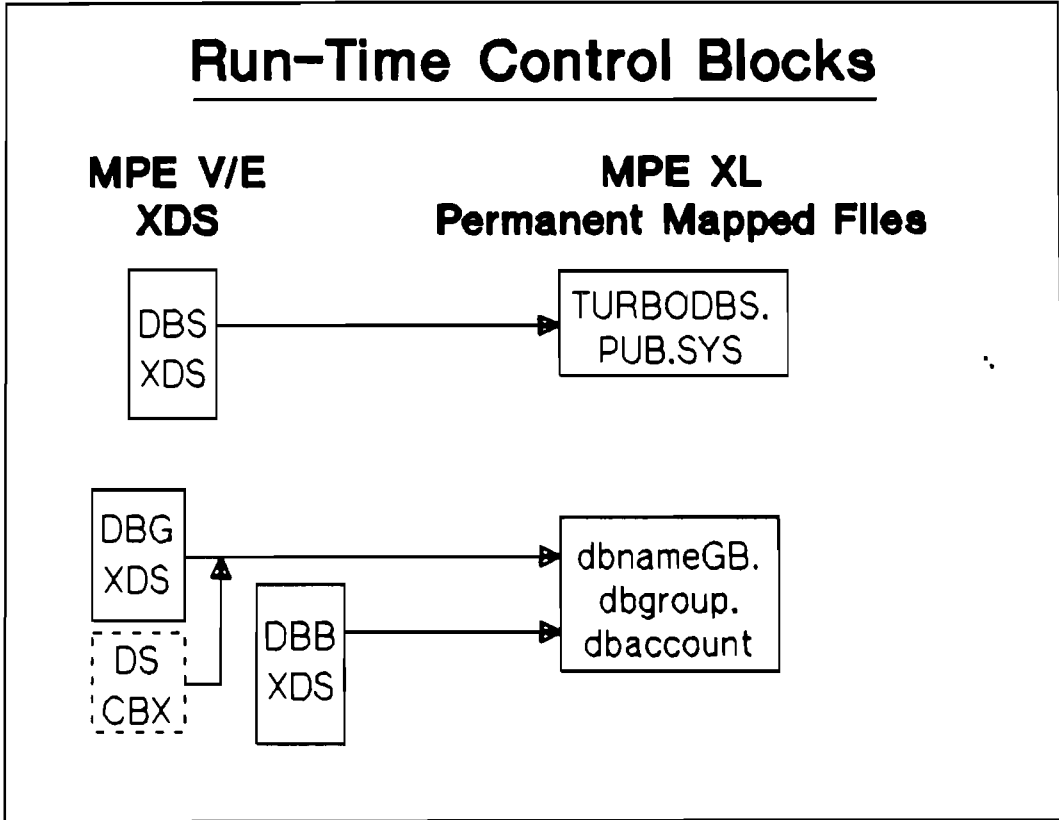 Run-Time Control Blocks
MPE V/E
XDS
MPE XL
Permanent Mapped Files
DBS
XDS
TURBODBS.
PUB.SYS
DBG
XDS
DS
CBX
DBB
XDS
dbnameGB.
dbgroup.
dbaccount